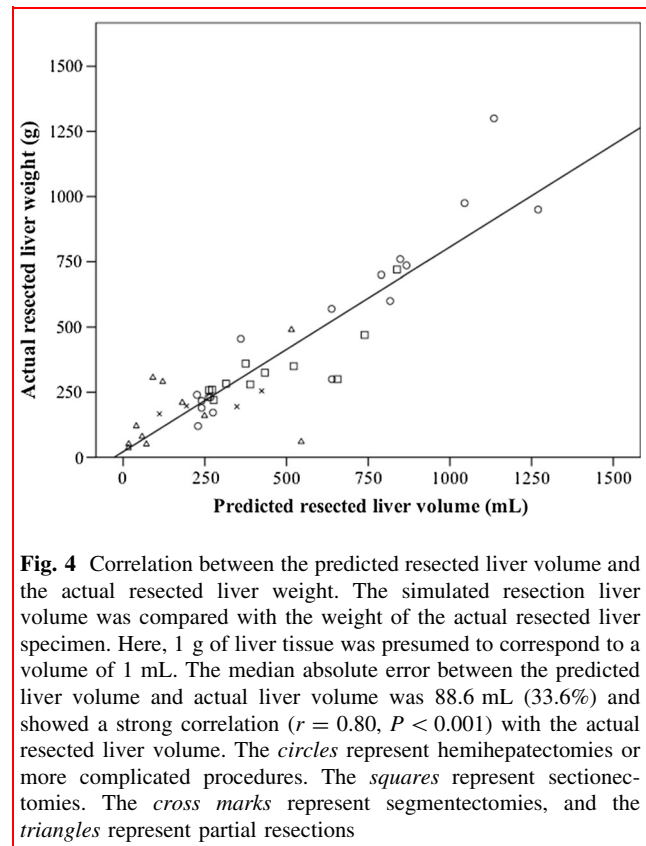 1500
1250
1000
750
500
250
0
Actual resected liver weight (g)
0 250 500 750 1000 1250 1500
Predicted resected liver volume (mL)
Fig. 4 Correlation between the predicted resected liver volume and
the actual resected liver weight. The simulated resection liver
volume was compared with the weight of the actual resected liver
specimen. Here, 1 g of liver tissue was presumed to correspond to a
volume of 1 mL. The median absolute error between the predicted
liver volume and actual liver volume was 88.6 mL (33.6%) and
showed a strong correlation (r = 0.80, P < 0.001) with the actual
resected liver volume. The circles represent hemihepatectomies or
more complicated procedures. The squares represent sectionec-
tomies. The cross marks represent segmentectomies, and the
triangles represent partial resections